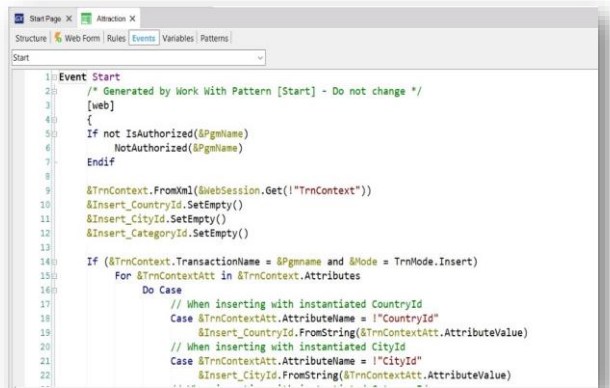 GX Start Page X Attraction X
Structure Web Form Rules Events Variables Patterns
Start
1 Event Start
2 /* Generated by Work With Pattern [Start] - Do not change */
3 [web]
4 {
5 If not IsAuthorized(&PgmName)
6 NotAuthorized(&PgmName)
7 Endif
8
9 &TrnContext.FromXml(&WebSession.Get(!"TrnContext"))
10 &Insert_CountryId.SetEmpty()
11 &Insert_CityId.SetEmpty()
12 &Insert_CategoryId.SetEmpty()
13
14 If (&TrnContext.TransactionName = &Pgmname and &Mode = TrnMode.Insert)
15 For &TrnContextAtt in &TrnContext.Attributes
16 Do Case
17 // When inserting with instantiated CountryId
18 Case &TrnContextAtt.AttributeName = !"CountryId"
19 &Insert_CountryId.FromString(&TrnContextAtt.AttributeValue)
20 // When inserting with instantiated CityId
21 Case &TrnContextAtt.AttributeName = !"CityId"
22 &Insert_CityId.FromString(&TrnContextAtt.AttributeValue)